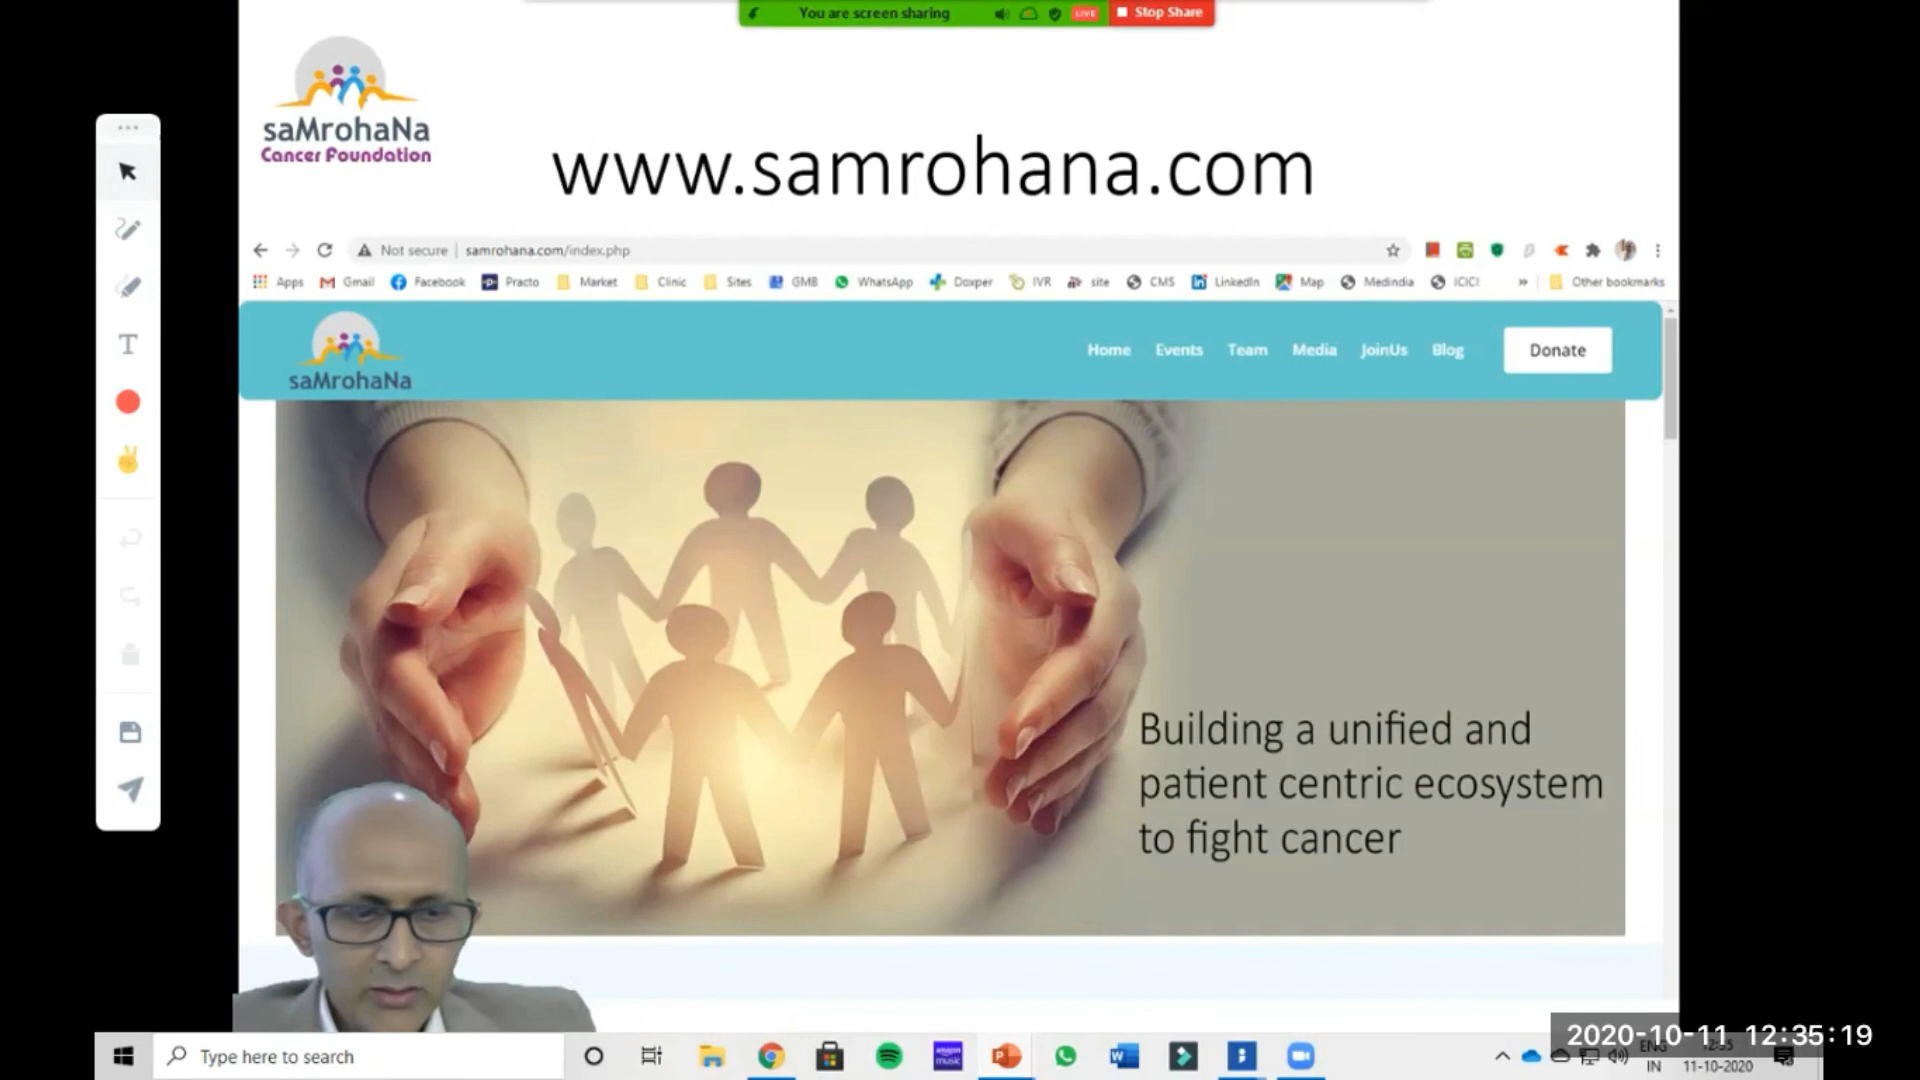 You are screen sharing LIVE Stop Share
saMrohaNa
Cancer Foundation
www.samrohana.com
Not secure samrohana.com/index.php
Apps Gmail Facebook Practo Market Clinic Sites GMB WhatsApp Doxper IVR site CMS LinkedIn Map Medindia ICICI » Other bookmarks
saMrohaNa
Home Events Team Media JoinUs Blog Donate
Building a unified and
patient centric ecosystem
to fight cancer
2020-10-11 12:35:19
Type here to search
ENG
IN 11-10-2020